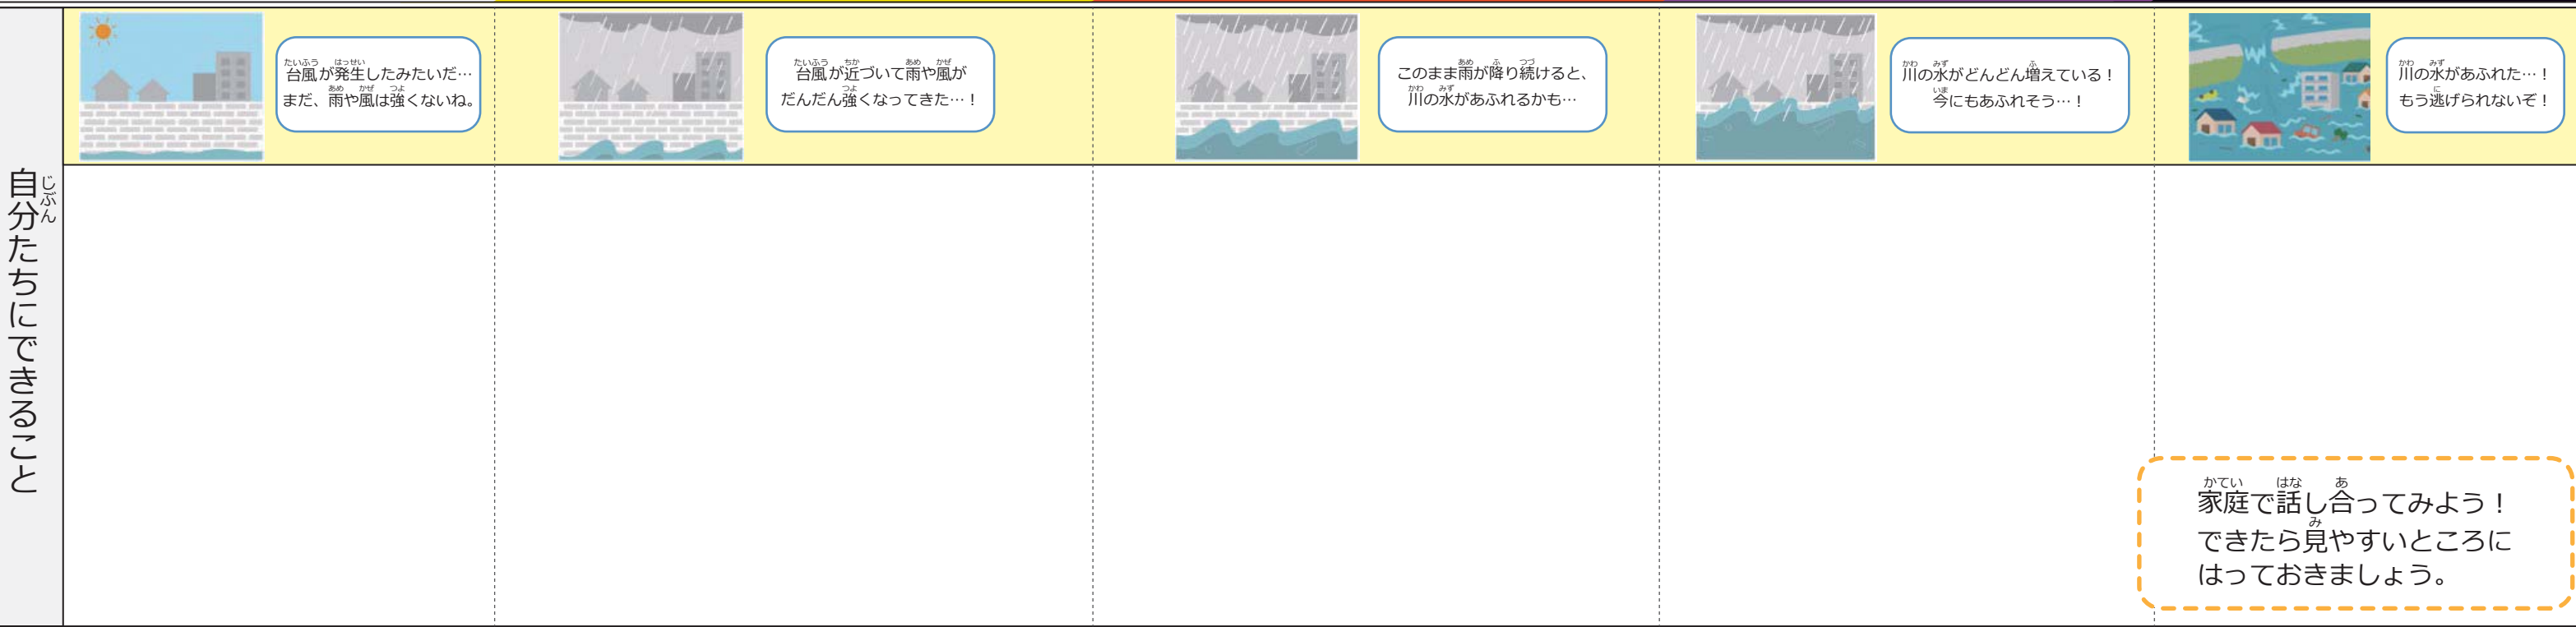 台風が発生したみたいだ…
まだ、雨や風は強くないね。
台風が近づいて雨や風が
だんだん強くなってきた…！
このまま雨が降り続けると、
川の水があふれるかも…
川の水がどんどん増えている！
今にもあふれそう…！
川の水があふれた…！
もう逃げられないぞ！
自分たちにできること
家庭で話し合ってみよう！
できたら見やすいところに
はっておきましょう。